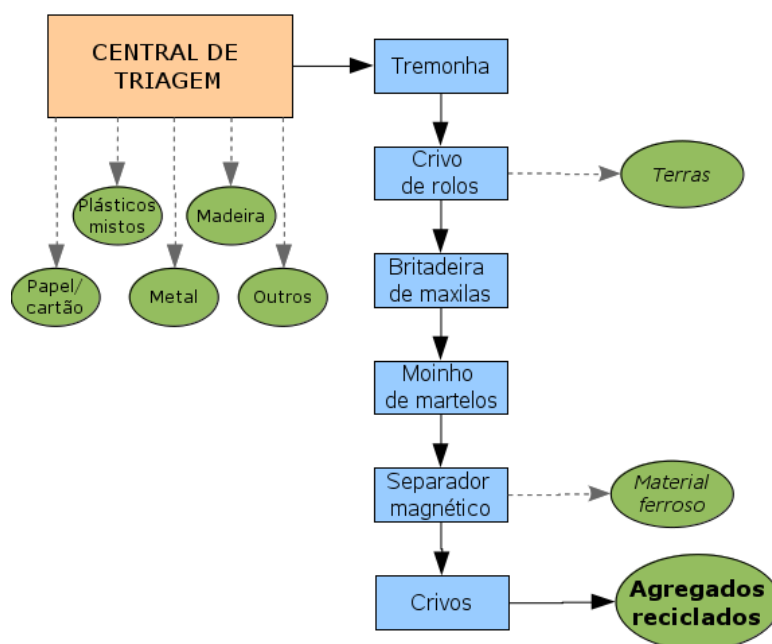 CENTRAL DE
TRIAGEM
Tremonha
Crivo
de rolos
Terras
Plásticos
mistos
Madeira
Papel/
cartão
Metal
Outros
Britadeira
de maxilas
Moinho
de martelos
Separador
magnético
Material
ferroso
Crivos
Agregados
reciclados